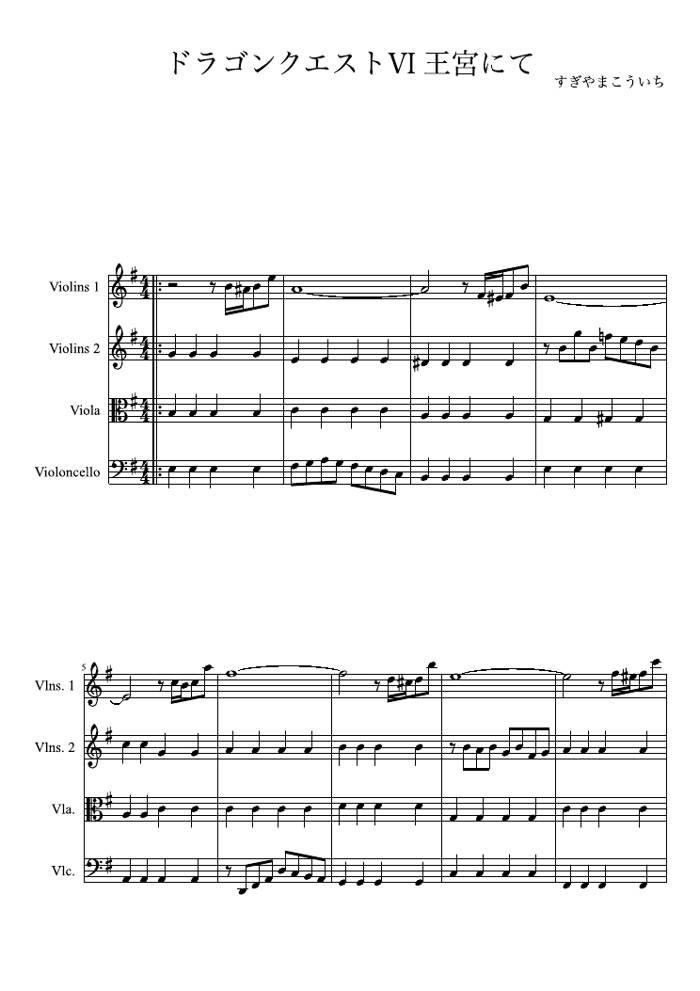 ドラゴンクエストVI 王宮にて
すぎやまこういち
Violins 1
Violins 2
Viola
Violoncello
5
Vlns. 1
Vlns. 2
Vla.
Vlc.